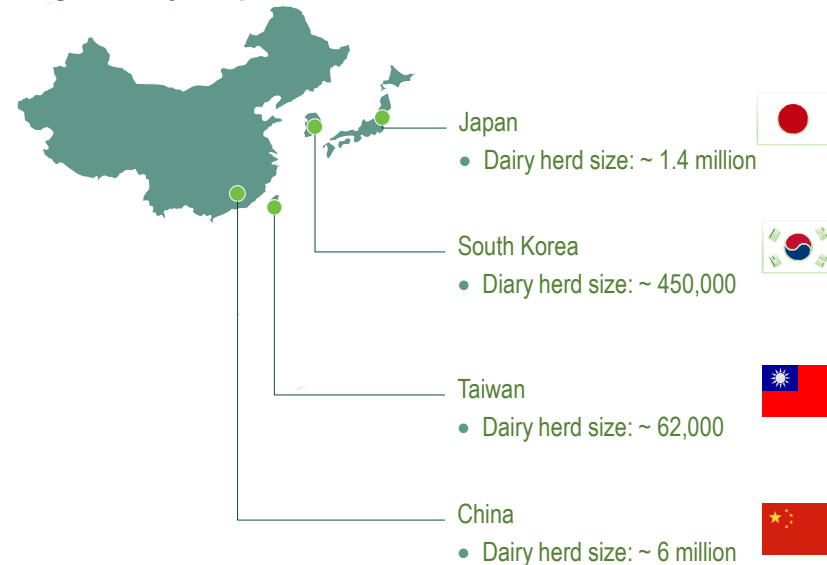 Japan
● Dairy herd size: ~ 1.4 million
South Korea
● Diary herd size: ~ 450,000
Taiwan
● Dairy herd size: ~ 62,000
China
● Dairy herd size: ~ 6 million